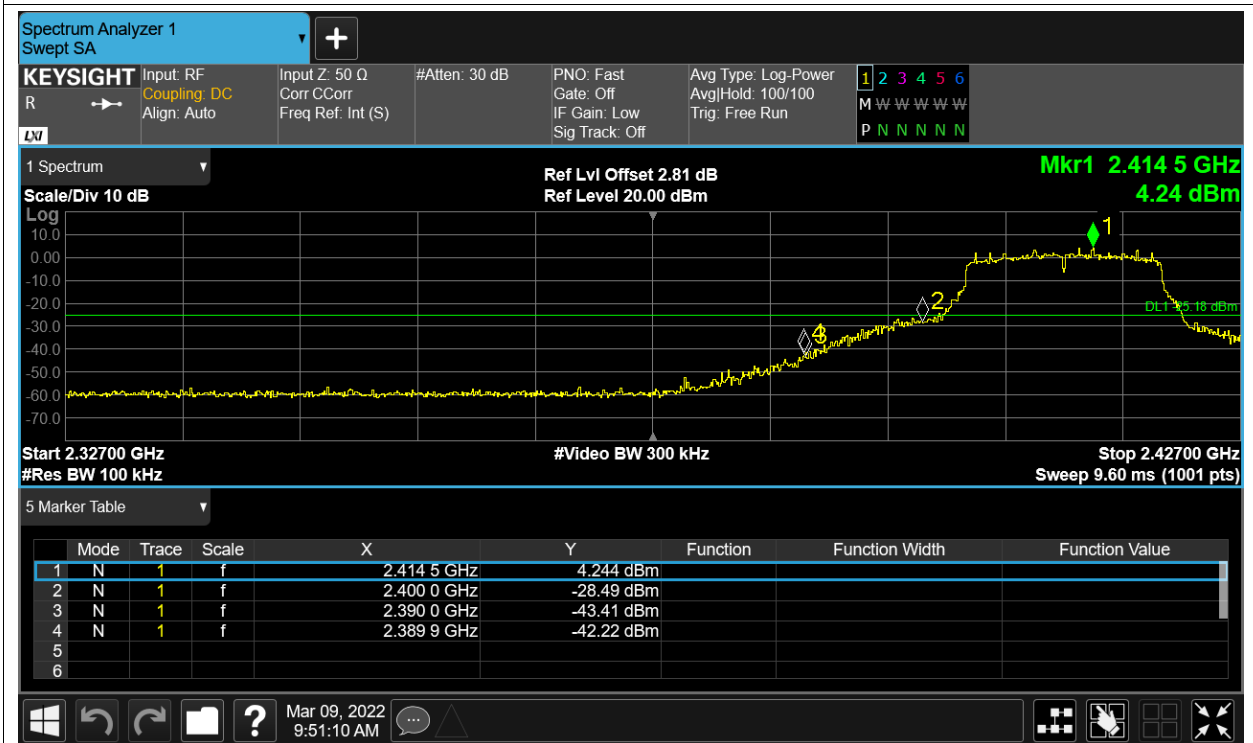 Spectrum Analyzer 1
Swept SA
KEYSIGHT Input: RF Input Z: 50 Ω #Atten: 30 dB PNO: Fast Avg Type: Log-Power 1 2 3 4 5 6
R Coupling: DC Corr CCorr Gate: Off Avg|Hold: 100/100 M W W W W W
Align: Auto Freq Ref: Int (S) IF Gain: Low Trig: Free Run
LXI Sig Track: Off P N N N N N
1 Spectrum Ref Lvl Offset 2.81 dB Mkr1 2.414 5 GHz
Scale/Div 10 dB Ref Level 20.00 dBm 4.24 dBm
Log
1
10.0
0.00
-10.0
-20.0
2
DL1 -25.18 dBm
-30.0
4
-40.0
-50.0
-60.0
-70.0
Start 2.32700 GHz #Video BW 300 kHz Stop 2.42700 GHz
#Res BW 100 kHz Sweep 9.60 ms (1001 pts)
5 Marker Table
Mode Trace Scale X Y Function Function Width Function Value
1 N 1 f 2.414 5 GHz 4.244 dBm
2 N 1 f 2.400 0 GHz -28.49 dBm
3 N 1 f 2.390 0 GHz -43.41 dBm
4 N 1 f 2.389 9 GHz -42.22 dBm
5
6
? Mar 09, 2022
9:51:10 AM